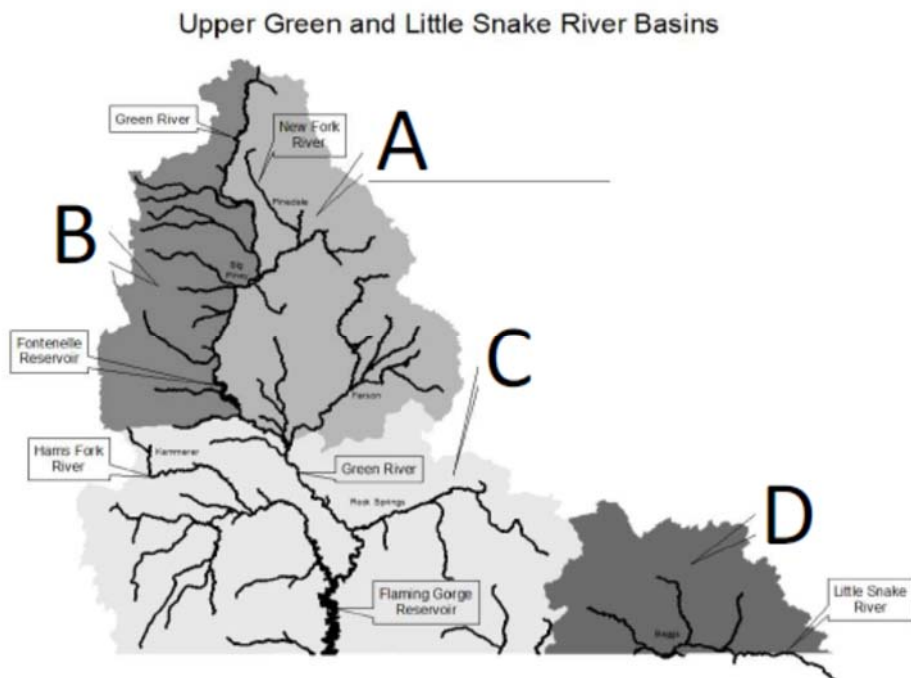 Upper Green and Little Snake River Basins
Green River
New Fork
River
A
Pinedale
B
Big
Piney
Fontenelle
Reservoir
C
Farson
Hams Fork
River
Kemmerer
Green River
Rock Springs
D
Flaming Gorge
Reservoir
Little Snake
River
Baggs